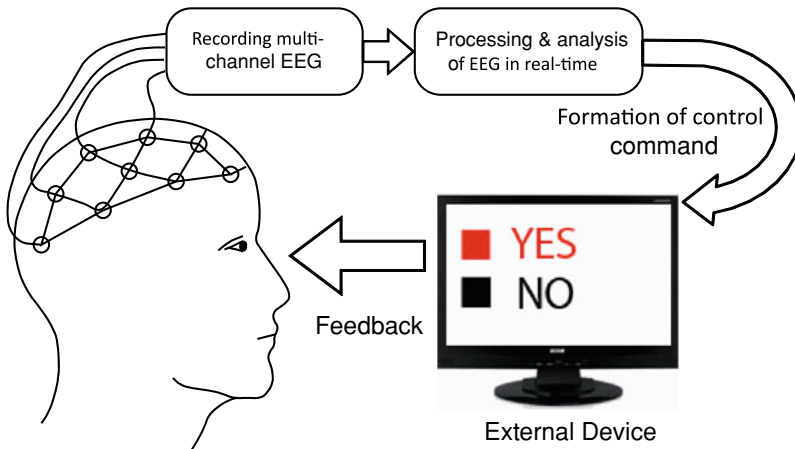 Recording multi-
channel EEG
Processing & analysis
of EEG in real-time
Formation of control
command
YES
NO
Feedback
External Device